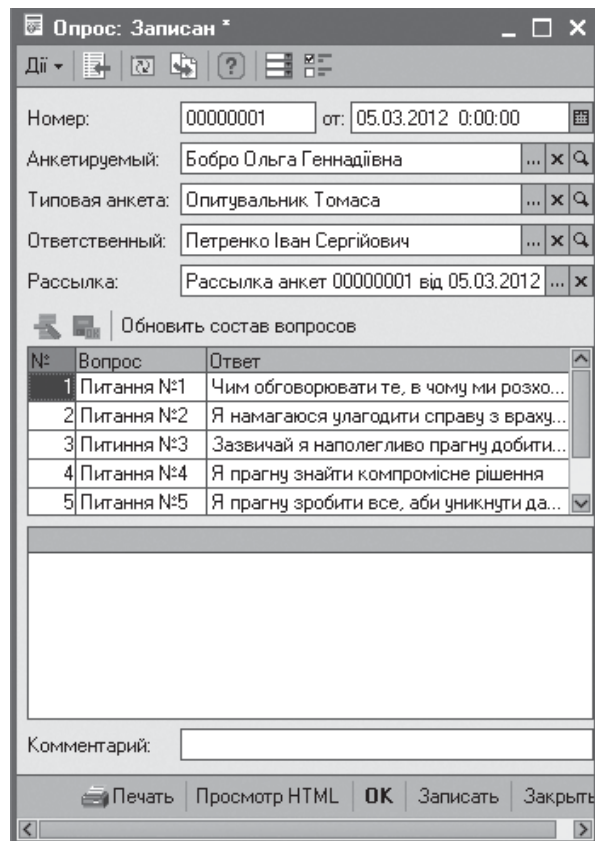 Опрос: Записан *
Дії
Номер: 00000001 от: 05.03.2012 0:00:00
Анкетируемый: Бобро Ольга Геннадіївна ...
Типовая анкета: Опитувальник Томаса ...
Ответственный: Петренко Іван Сергійович ...
Рассылка: Рассылка анкет 00000001 від 05.03.2012 ...
Обновить состав вопросов
№ Вопрос Ответ
1 Питання №1 Чим обговорювати те, в чому ми розхо...
2 Питання №2 Я намагаюся улагодити справу з враху...
3 Питиння №3 Зазвичай я наполегливо прагну добити...
4 Питання №4 Я прагну знайти компромісне рішення
5 Питання №5 Я прагну зробити все, аби уникнути да...
Комментарий:
Печать Просмотр HTML OK Записать Закрыть